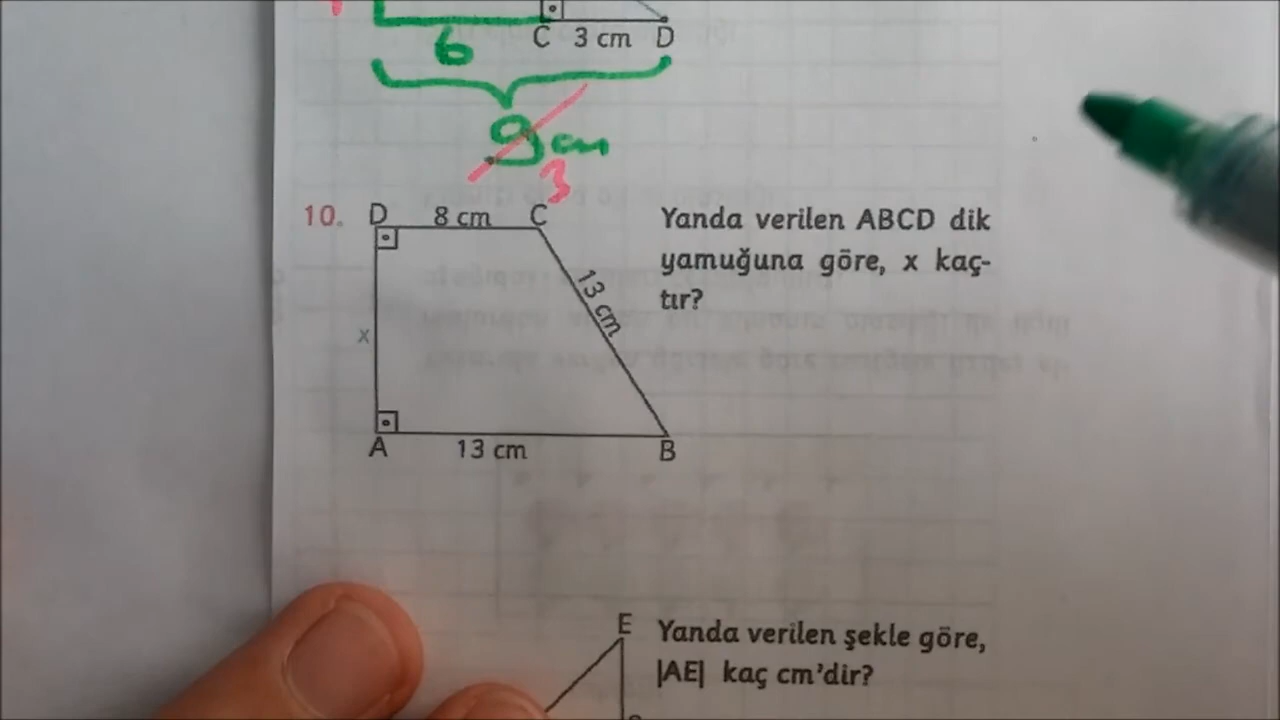 6
C 3 cm D
9 cm
3
10. D 8 cm C
13 cm
x
A 13 cm B
Yanda verilen ABCD dik
yamuğuna göre, x kaç-
tır?
E
Yanda verilen şekle göre,
|AE| kaç cm'dir?